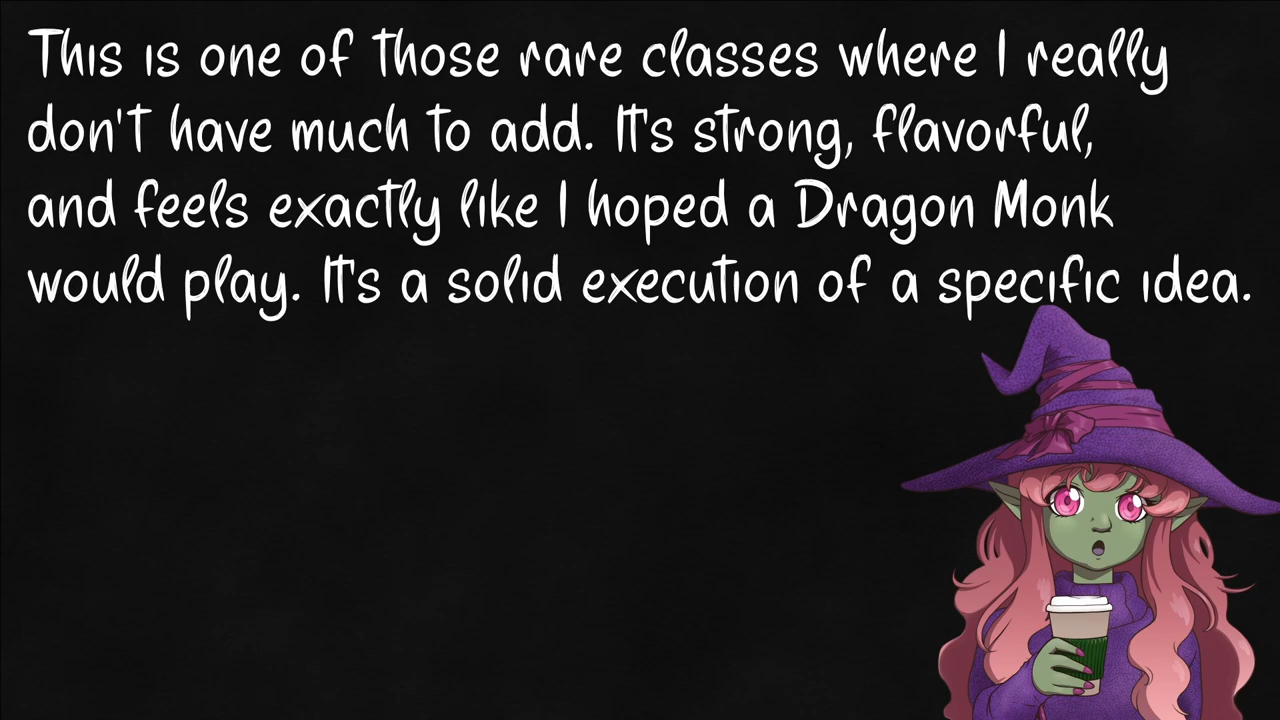 This is one of those rare classes where I really
don't have much to add. It's strong, flavorful,
and feels exactly like I hoped a Dragon Monk
would play. It's a solid execution of a specific idea.